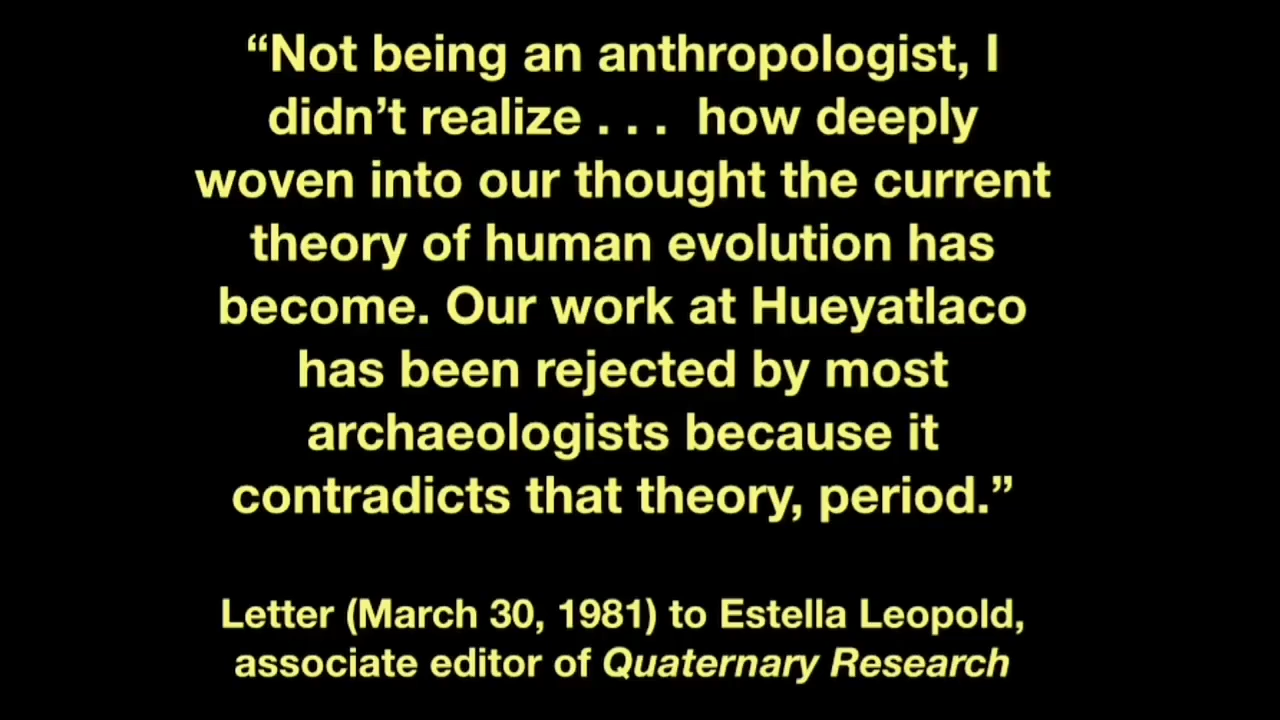 “Not being an anthropologist, I
didn’t realize . . .  how deeply
woven into our thought the current
theory of human evolution has
become. Our work at Hueyatlaco
has been rejected by most
archaeologists because it
contradicts that theory, period.”
Letter (March 30, 1981) to Estella Leopold,
associate editor of Quaternary Research